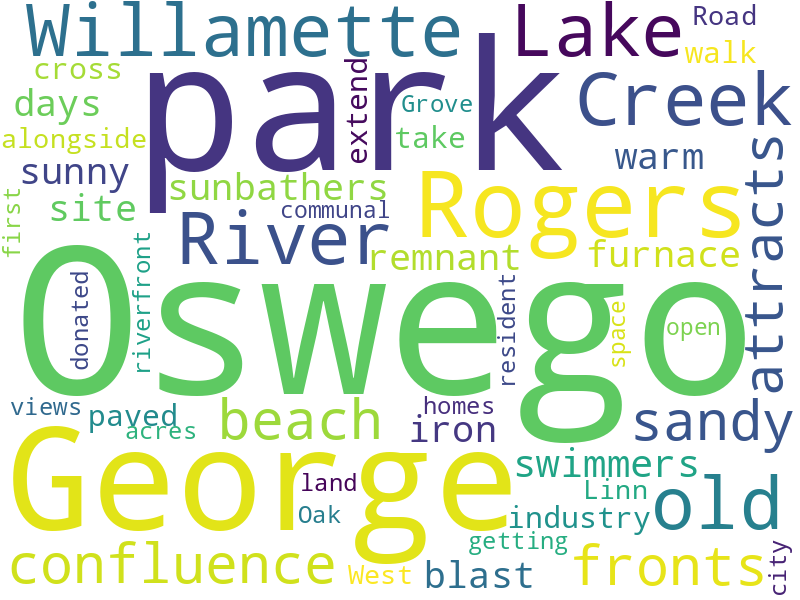 Willamette Lake Road
cross park walk
days extend Grove Creek
alongside take
sunny warm
sunbathers attracts
first site communal Rogers
River
remnant furnace
riverfront
donated Oswego resident space open
views paved beach homes sandy
acres iron
George swimmers
land Linn old
Oak industry
getting
confluence West blast fronts city